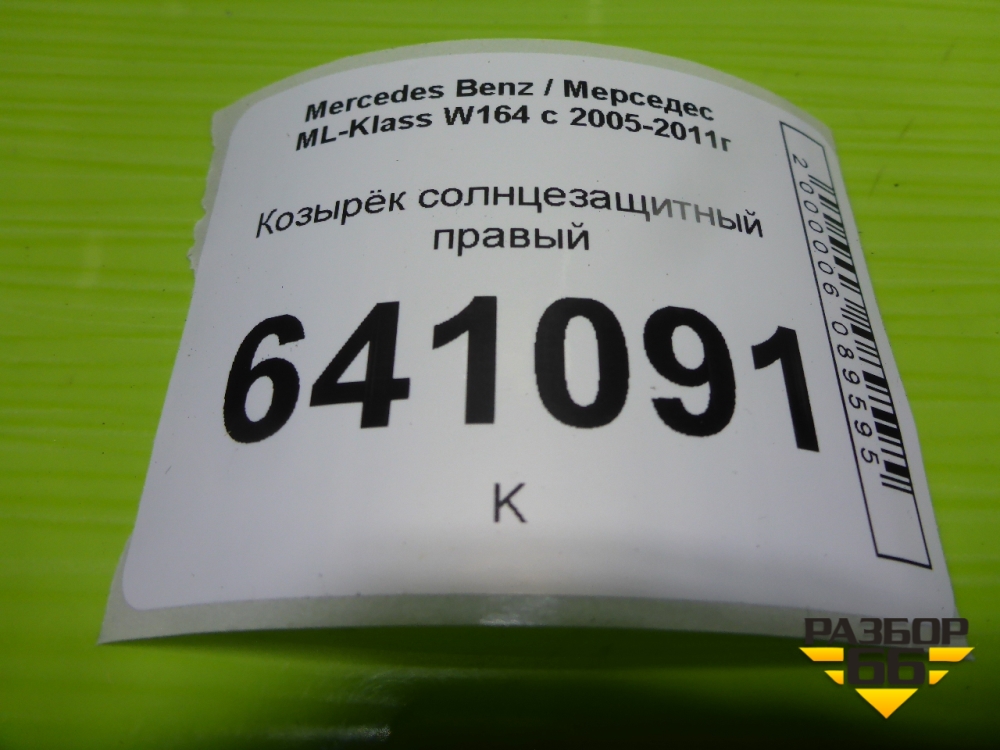 Mercedes Benz / Мерседес
ML-Klass W164 с 2005-2011г
Козырёк солнцезащитный
правый
641091
К
2000006089595
РАЗБОР
66